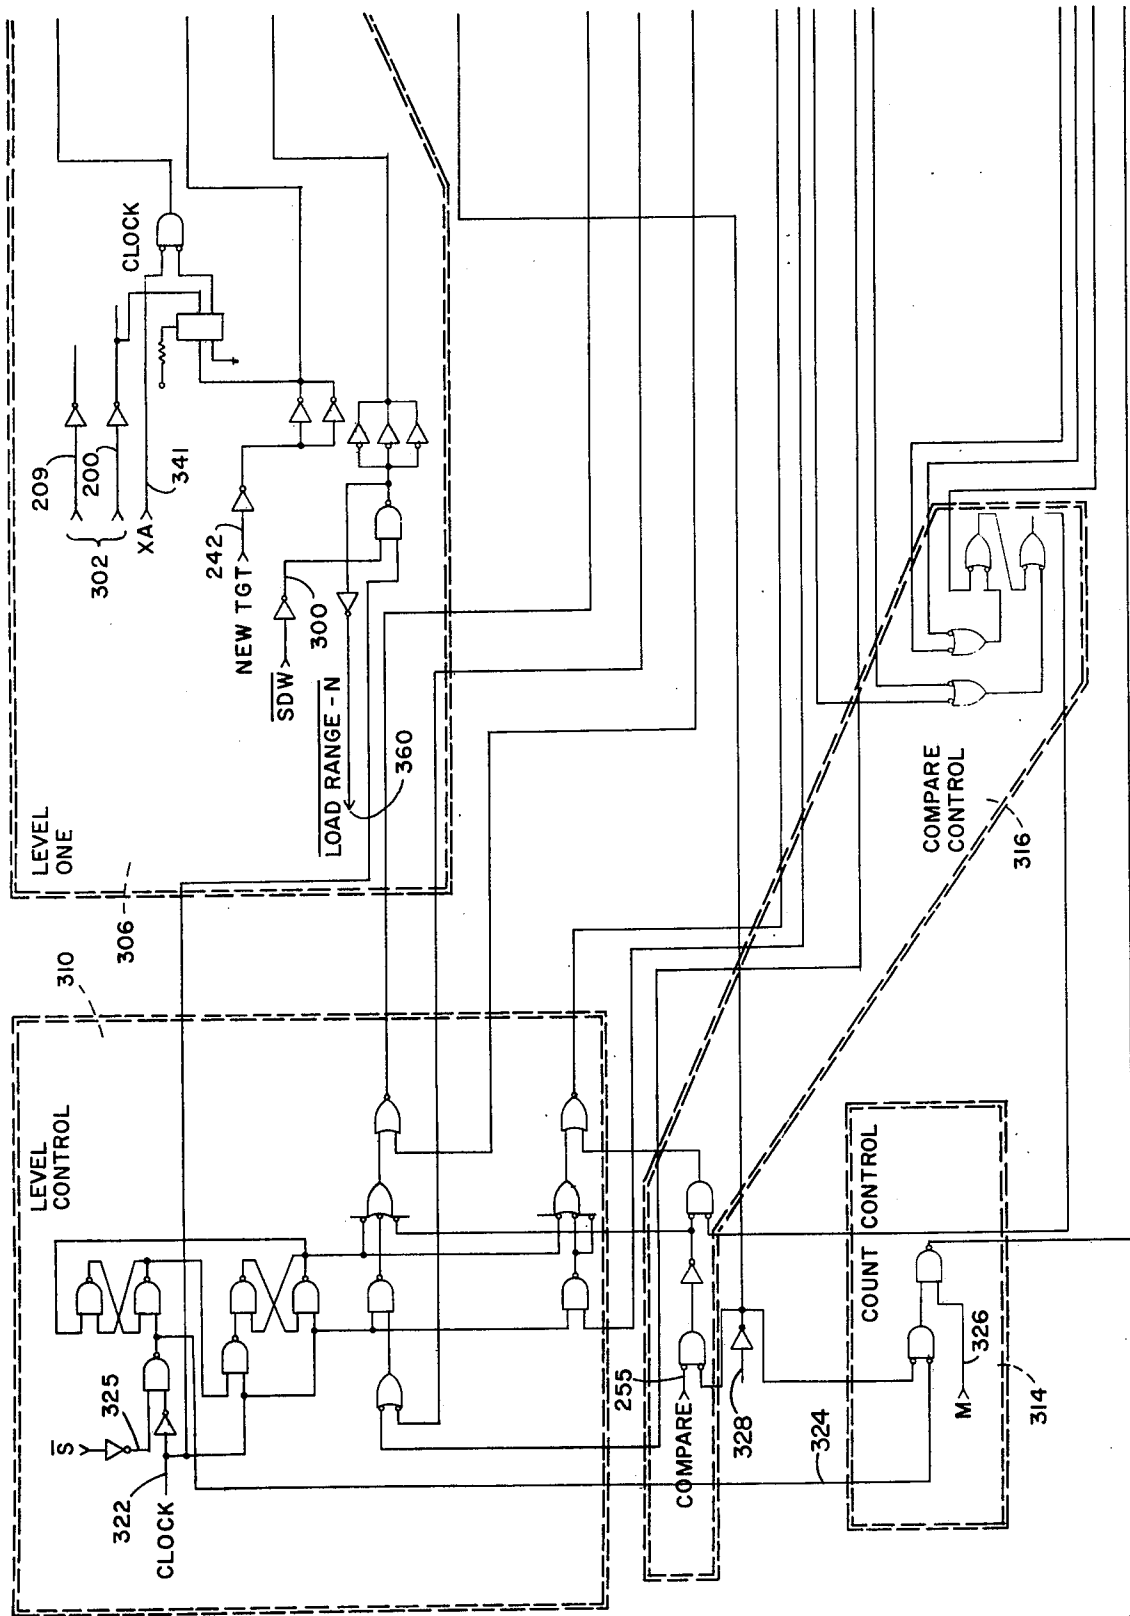 LEVEL
ONE
306
209
200
302
XA
341
CLOCK
NEW TGT
242
SDW
300
LOAD RANGE - N
360
310
LEVEL
CONTROL
S
325
322
CLOCK
COMPARE
CONTROL
316
COMPARE
255
328
324
COUNT CONTROL
M
326
314